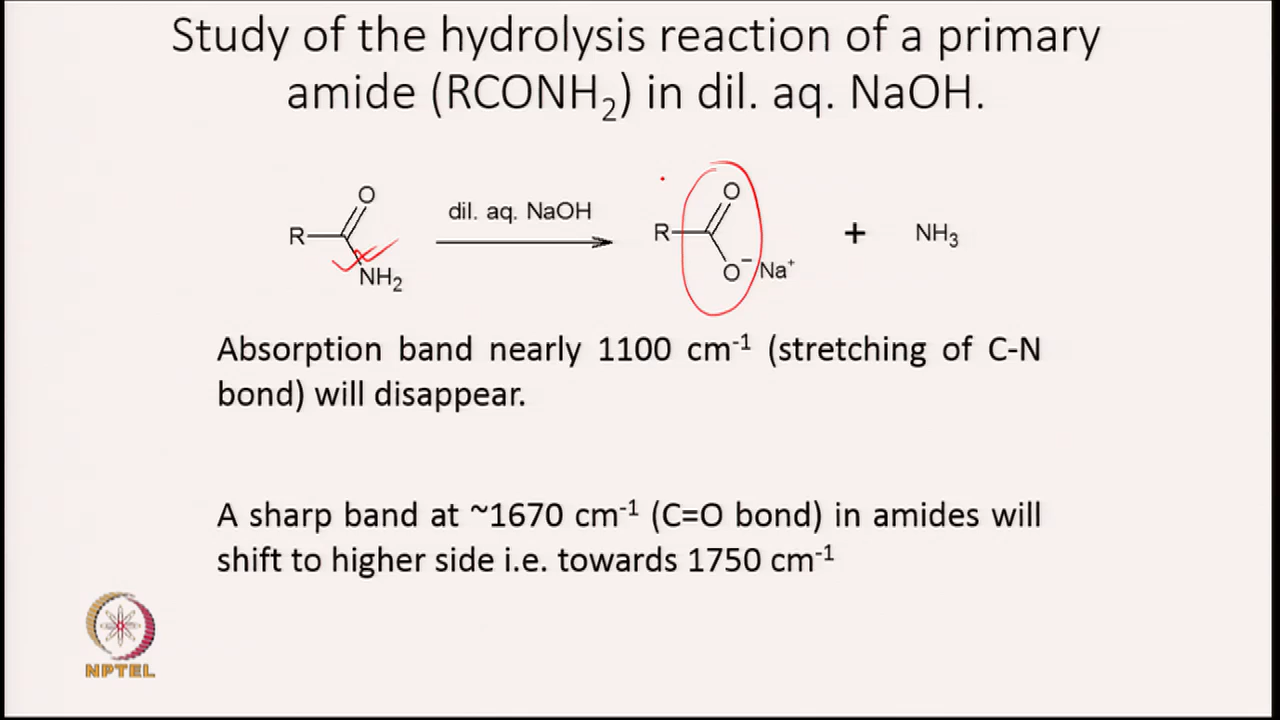 Study of the hydrolysis reaction of a primary
amide (RCONH₂) in dil. aq. NaOH.
R O NH₂ dil. aq. NaOH R O O⁻ Na⁺ + NH₃
Absorption band nearly 1100 cm⁻¹ (stretching of C-N
bond) will disappear.
A sharp band at ~1670 cm⁻¹ (C=O bond) in amides will
shift to higher side i.e. towards 1750 cm⁻¹
NPTEL